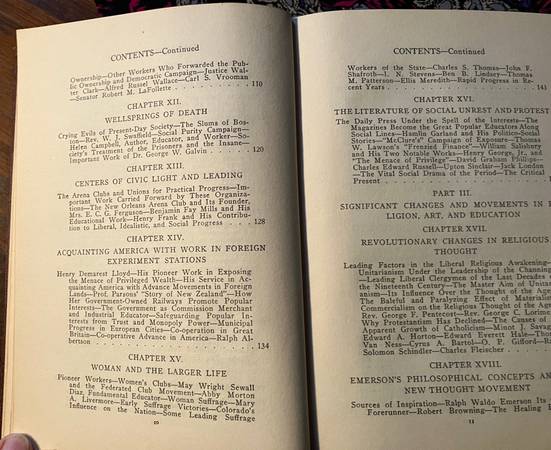 CONTENTS—Continued
Ownership—Other Workers Who Forwarded the Pub-
lic Ownership and Democratic Campaign—Justice Wal-
ter Clark—Alfred Russel Wallace—Carl S. Vrooman
—Senator Robert M. LaFollette . . . . . . . . . . 110
CHAPTER XII.
WELLSPRINGS OF DEATH
Crying Evils of Present-Day Society—The Slums of Bos-
ton—Rev. W. J. Swaffield—Social Purity Campaign—
Helen Campbell, Author, Educator, and Worker—So-
ciety's Treatment of the Prisoners and the Insane—
Important Work of Dr. George W. Galvin . . . . . . 120
CHAPTER XIII.
CENTERS OF CIVIC LIGHT AND LEADING
The Arena Clubs and Unions for Practical Progress—Im-
portant Work Carried Forward by These Organiza-
tions—The New Orleans Arena Club and Its Founder,
Mrs. E. C. G. Ferguson—Benjamin Fay Mills and His
Educational Work—Henry Frank and His Contribu-
tion to Liberal, Idealistic, and Social Progress . . . . 128
CHAPTER XIV.
ACQUAINTING AMERICA WITH WORK IN FOREIGN
EXPERIMENT STATIONS
Henry Demarest Lloyd—His Pioneer Work in Exposing
the Menace of Privileged Wealth—His Service in Ac-
quainting America with Advance Movements in Foreign
Lands—Prof. Parsons' "Story of New Zealand"—How
Her Government-Owned Railways Promote Popular
Interests—The Government as Commission Merchant
and Industrial Educator—Safeguarding Popular In-
terests from Trust and Monopoly Power—Municipal
Progress in European Cities—Co-operation in Great
Britain—Co-operative Advance in America—Ralph Al-
bertson . . . . . . . . . . 134
CHAPTER XV.
WOMAN AND THE LARGER LIFE
Pioneer Workers—Women's Clubs—May Wright Sewall
and the Federated Club Movement—Abby Morton
Diaz, Fundamental Educator—Woman Suffrage—Mary
A. Livermore—Early Suffrage Victories—Colorado's
Influence on the Nation—Some Leading Suffrage
10
CONTENTS—Continued
Workers of the State—Charles S. Thomas—John F.
Shafroth—I. N. Stevens—Ben B. Lindsey—Thomas
M. Patterson—Ellis Meredith—Rapid Progress in Re-
cent Years . . . . . . . . . . 141
CHAPTER XVI.
THE LITERATURE OF SOCIAL UNREST AND PROTEST
The Daily Press Under the Spell of the Interests—The
Magazines Become the Great Popular Educators Along
Social Lines—Hamlin Garland and His Political-Social
Stories—"McClure's" Campaign of Exposure—Thomas
W. Lawson's "Frenzied Finance"—William Salisbury
and His Two Notable Works—Henry George, Jr., and
"The Menace of Privilege"—David Graham Phillips—
Charles Edward Russell—Upton Sinclair—Jack London
—The Vital Social Drama of the Period—The Critical
Present . . . . . . . . . .
PART III.
SIGNIFICANT CHANGES AND MOVEMENTS IN
LIGION, ART, AND EDUCATION
CHAPTER XVII.
REVOLUTIONARY CHANGES IN RELIGIOUS
THOUGHT
Leading Factors in the Liberal Religious Awakening—
Unitarianism Under the Leadership of the Channing
—Leading Liberal Clergymen of the Last Decades
the Nineteenth Century—The Master Aim of Unitari-
anism—Its Influence Over the Thought of the Age
The Baleful and Paralyzing Effect of Material
Commercialism on the Religious Thought of the Ag
Rev. George F. Pentecost—Rev. George C. Lorime
Why Protestantism Has Declined—The Causes of
Apparent Growth of Catholicism—Minot J. Savag
Edward A. Horton—Edward Everett Hale—Tho
Van Ness—Cyrus A. Bartol—O. P. Gifford—Ra
Solomon Schindler—Charles Fleischer . . . .
CHAPTER XVIII.
EMERSON'S PHILOSOPHICAL CONCEPTS AN
NEW THOUGHT MOVEMENT
Sources of Inspiration—Ralph Waldo Emerson Its
Forerunner—Robert Browning—The Healing
11